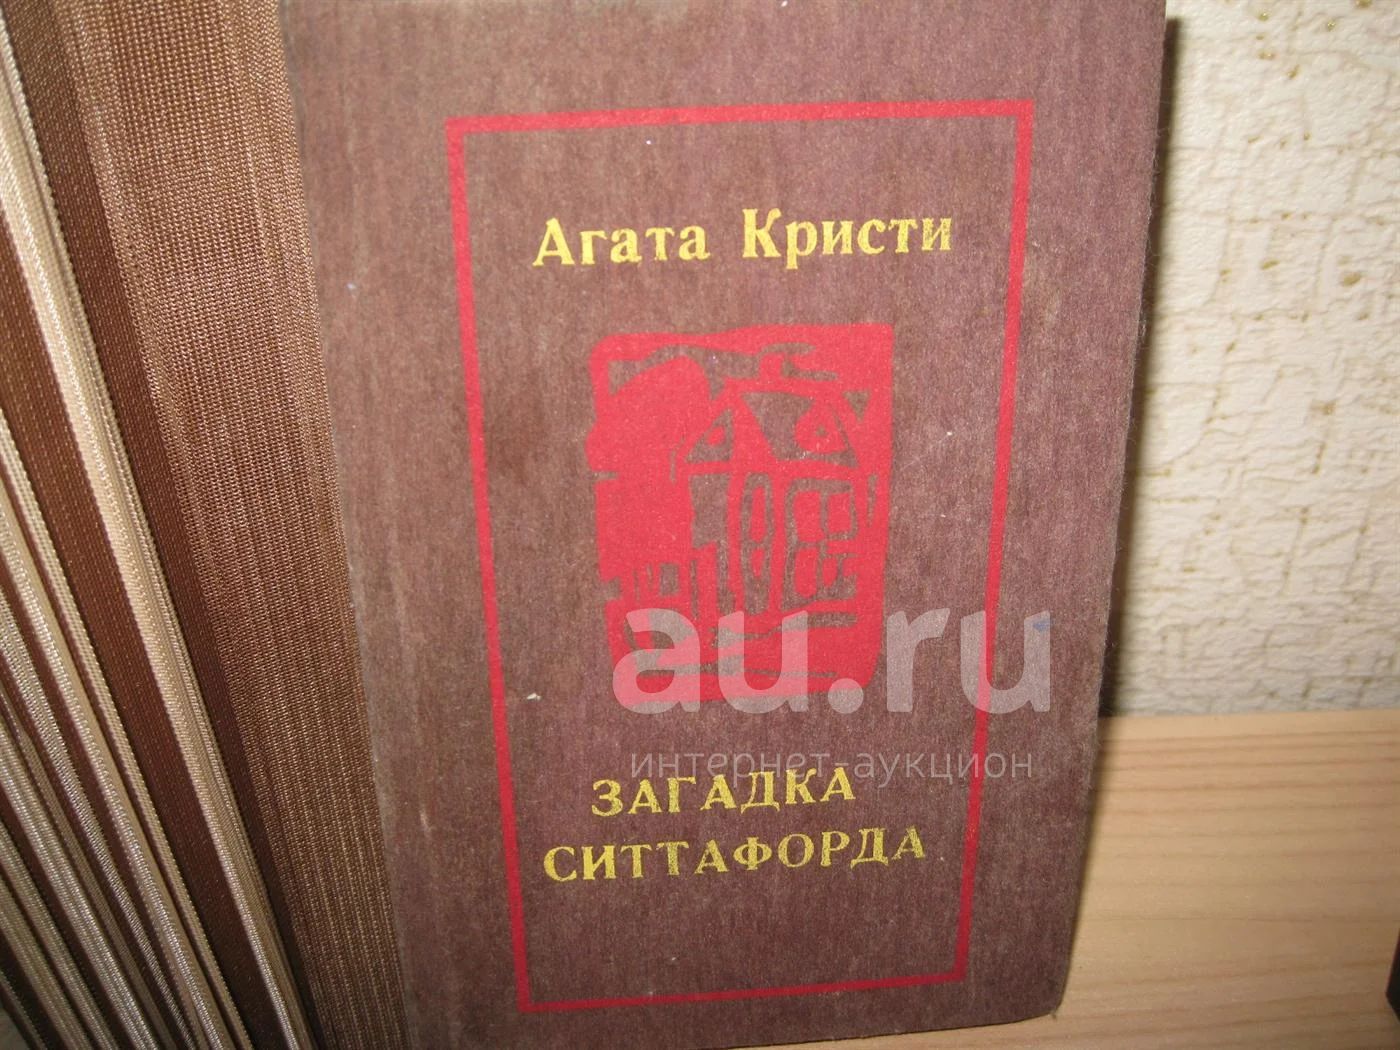 Агата Кристи
au.ru
интернет-аукцион
ЗАГАДКА
СИТТАФОРДА